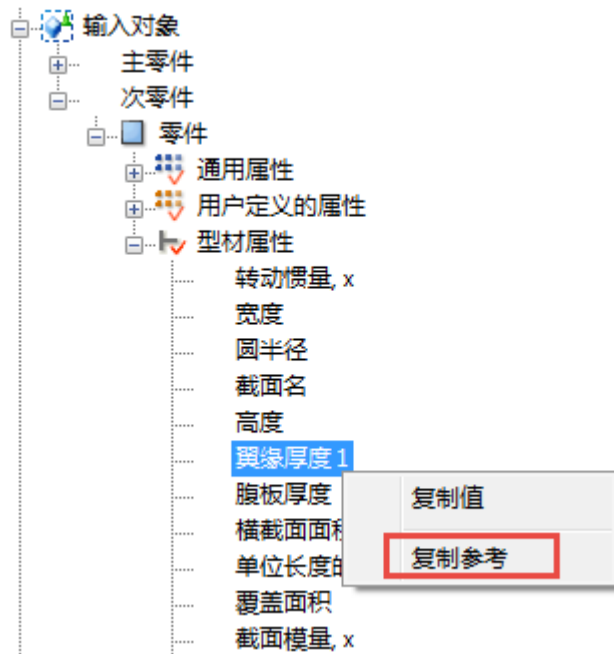 输入对象
主零件
次零件
零件
通用属性
用户定义的属性
型材属性
转动惯量, x
宽度
圆半径
截面名
高度
翼缘厚度 1
腹板厚度
复制值
横截面面
单位长度
复制参考
覆盖面积
截面模量, x